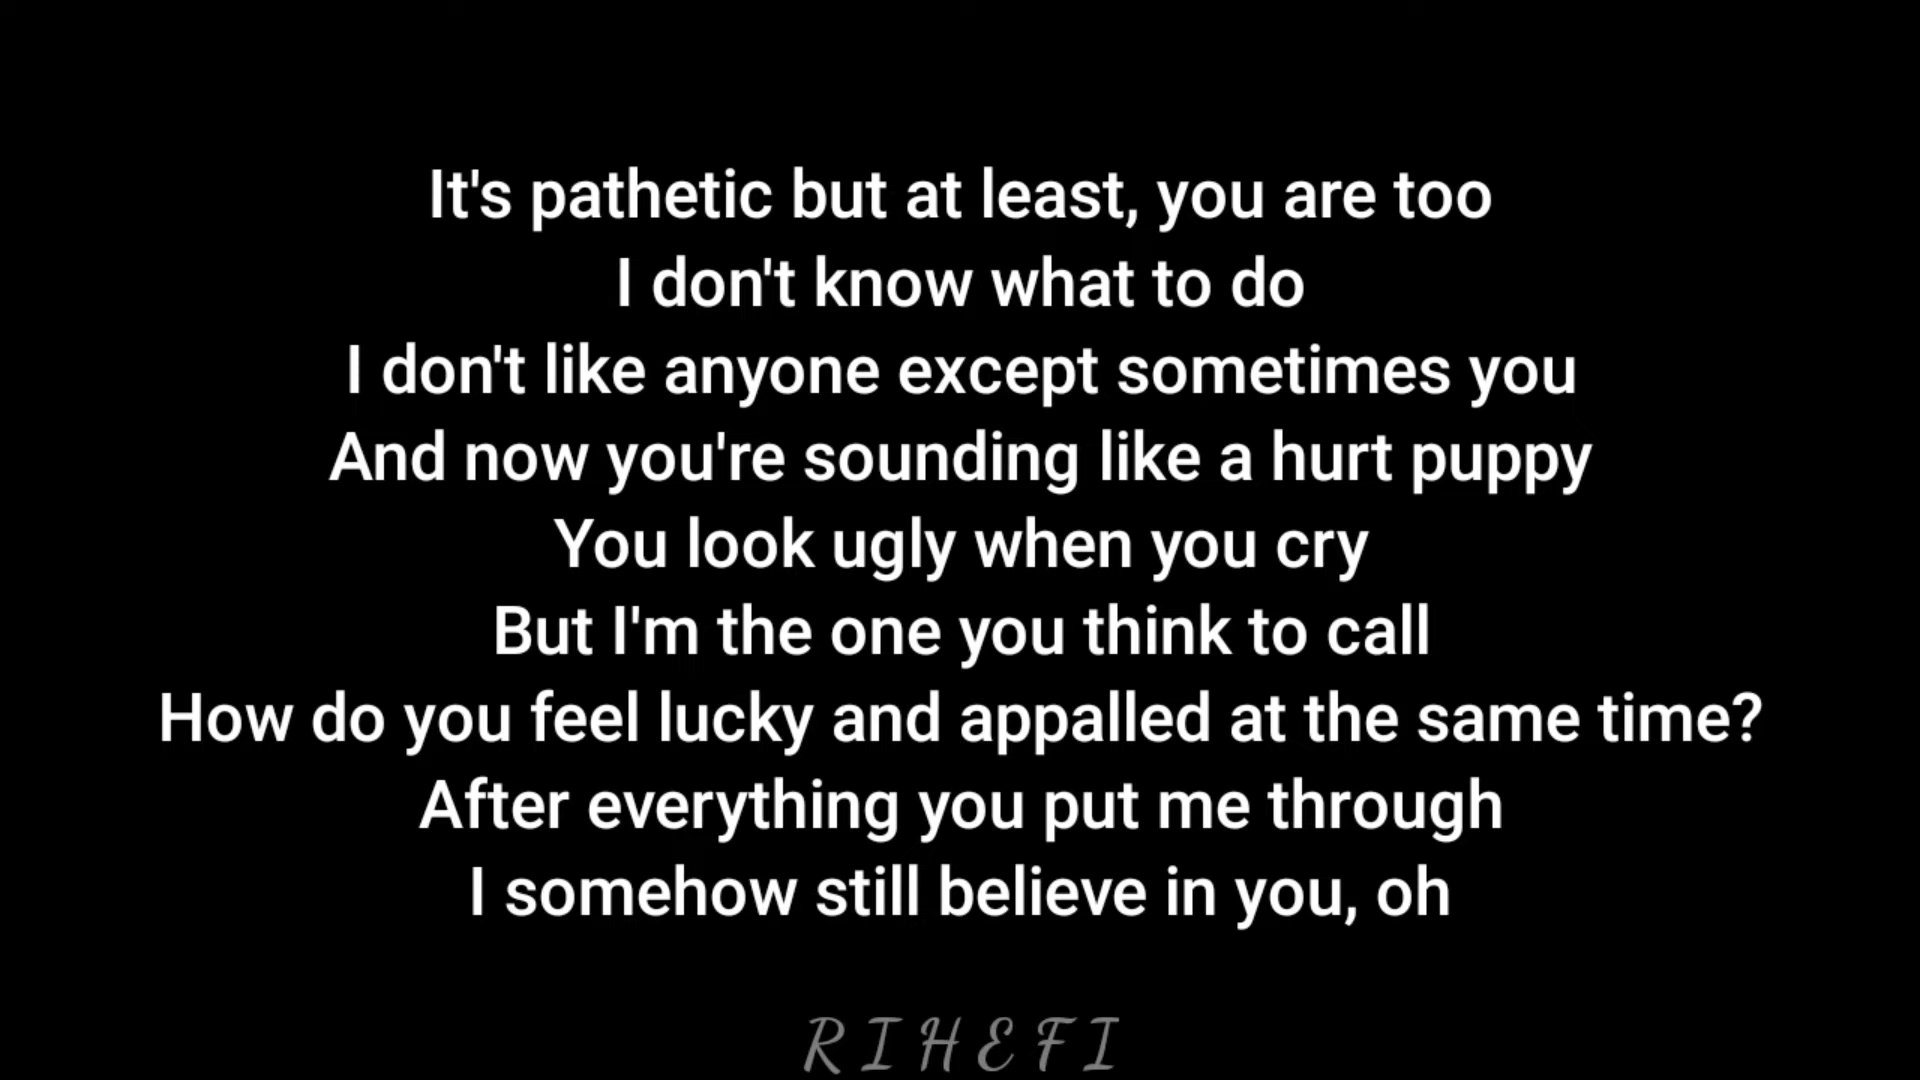 It's pathetic but at least, you are too
I don't know what to do
I don't like anyone except sometimes you
And now you're sounding like a hurt puppy
You look ugly when you cry
But I'm the one you think to call
How do you feel lucky and appalled at the same time?
After everything you put me through
I somehow still believe in you, oh
RIHEFI